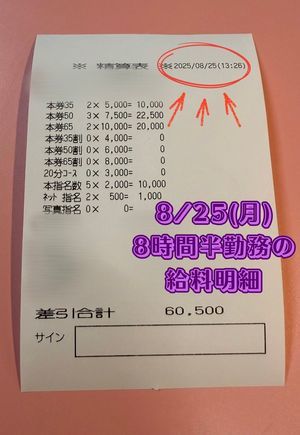 ※ 精算表 ※2025/08/25(13:26)
本券35 2× 5,000= 10,000
本券50 3× 7,500= 22,500
本券65 2×10,000= 20,000
本券35割 0× 4,000= 0
本券50割 0× 6,000= 0
本券65割 0× 8,000= 0
20分コース 0× 3,000= 0
本指名数 5× 2,000= 10,000
ネット指名 2× 500= 1,000
写真指名 0× 0=
8/25(月)
8時間半勤務の
給料明細
差引合計 60,500
サイン